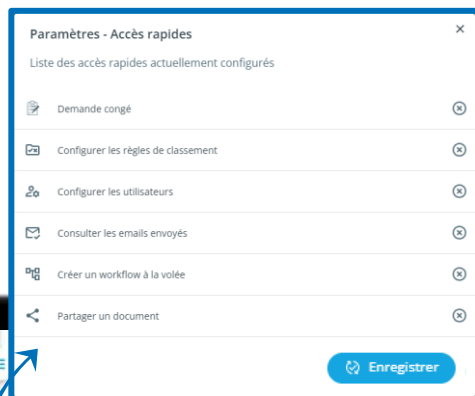 Paramètres - Accès rapides
Liste des accès rapides actuellement configurés
Demande congé
Configurer les règles de classement
Configurer les utilisateurs
Consulter les emails envoyés
Créer un workflow à la volée
Partager un document
Enregistrer